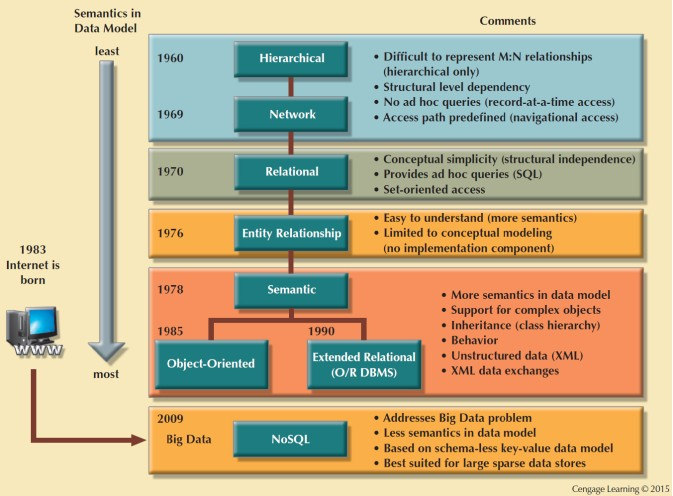 Semantics in
Data Model
Comments
least
1960
Hierarchical
• Difficult to represent M:N relationships
(hierarchical only)
• Structural level dependency
• No ad hoc queries (record-at-a-time access)
• Access path predefined (navigational access)
1969
Network
1970
Relational
• Conceptual simplicity (structural independence)
• Provides ad hoc queries (SQL)
• Set-oriented access
1976
Entity Relationship
• Easy to understand (more semantics)
• Limited to conceptual modeling
(no implementation component)
1983
Internet is
born
WWW
1978
Semantic
1985
1990
Object-Oriented
Extended Relational
(O/R DBMS)
• More semantics in data model
• Support for complex objects
• Inheritance (class hierarchy)
• Behavior
• Unstructured data (XML)
• XML data exchanges
most
2009
Big Data
NoSQL
• Addresses Big Data problem
• Less semantics in data model
• Based on schema-less key-value data model
• Best suited for large sparse data stores
Cengage Learning © 2015